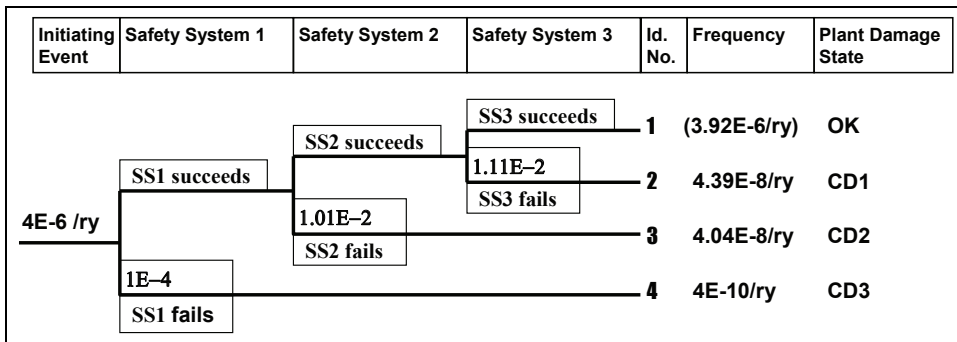 Initiating Event
Safety System 1
Safety System 2
Safety System 3
Id. No.
Frequency
Plant Damage State
SS3 succeeds
1
(3.92E-6/ry)
OK
SS2 succeeds
1.11E–2
SS1 succeeds
2
4.39E-8/ry
CD1
SS3 fails
4E-6 /ry
1.01E–2
3
4.04E-8/ry
CD2
SS2 fails
1E–4
4
4E-10/ry
CD3
SS1 fails